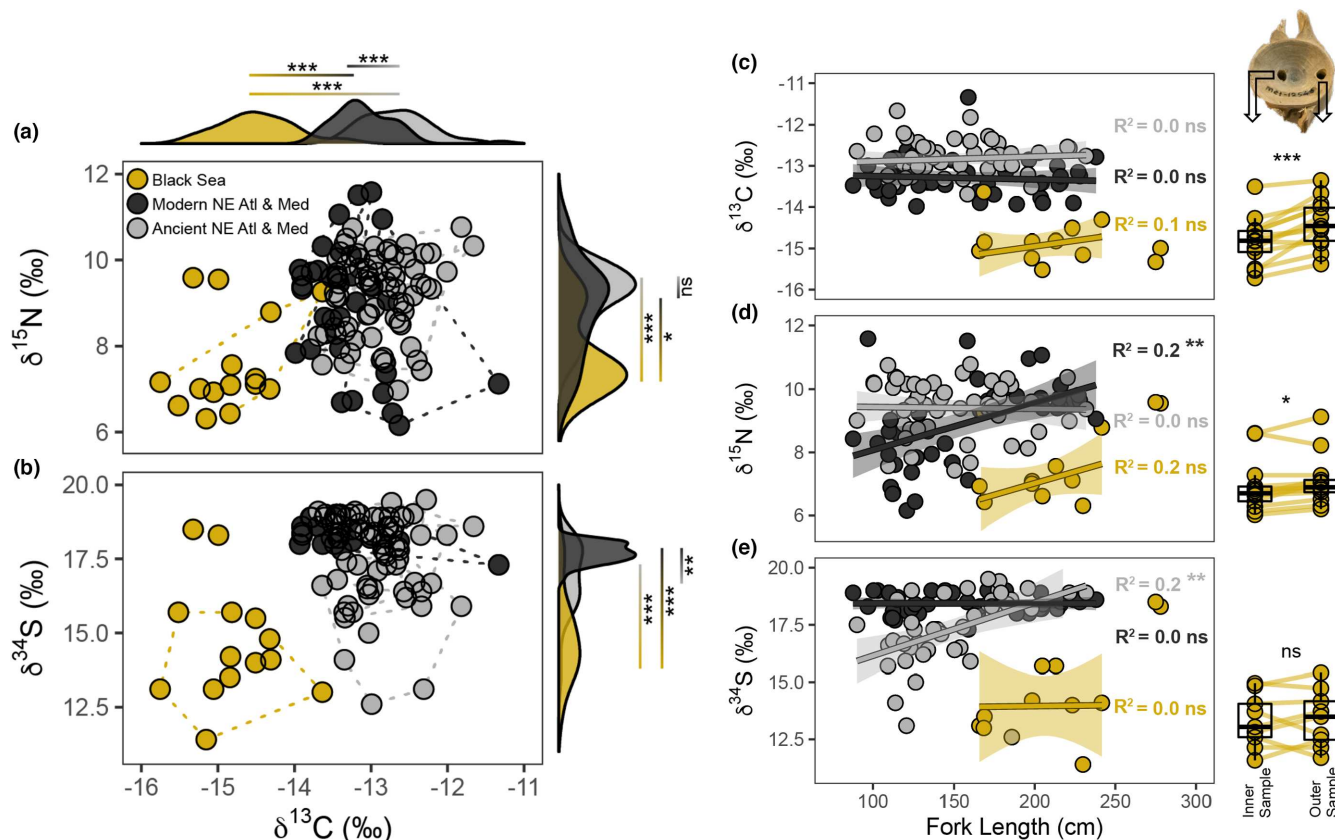 (a)
***
***
***
12
10
8
6
δ15N (‰)
Black Sea
Modern NE Atl & Med
Ancient NE Atl & Med
ns
***
*
(b)
20.0
17.5
15.0
12.5
δ34S (‰)
**
***
***
-16
-15
-14
-13
-12
-11
δ13C (‰)
(c)
-11
-12
-13
-14
-15
-16
δ13C (‰)
R2 = 0.0 ns
R2 = 0.0 ns
R2 = 0.1 ns
***
(d)
12
10
8
6
δ15N (‰)
R2 = 0.2 **
R2 = 0.0 ns
R2 = 0.2 ns
*
(e)
20.0
17.5
15.0
12.5
δ34S (‰)
R2 = 0.2 **
R2 = 0.0 ns
R2 = 0.0 ns
ns
100
150
200
250
300
Fork Length (cm)
Inner
Sample
Outer
Sample